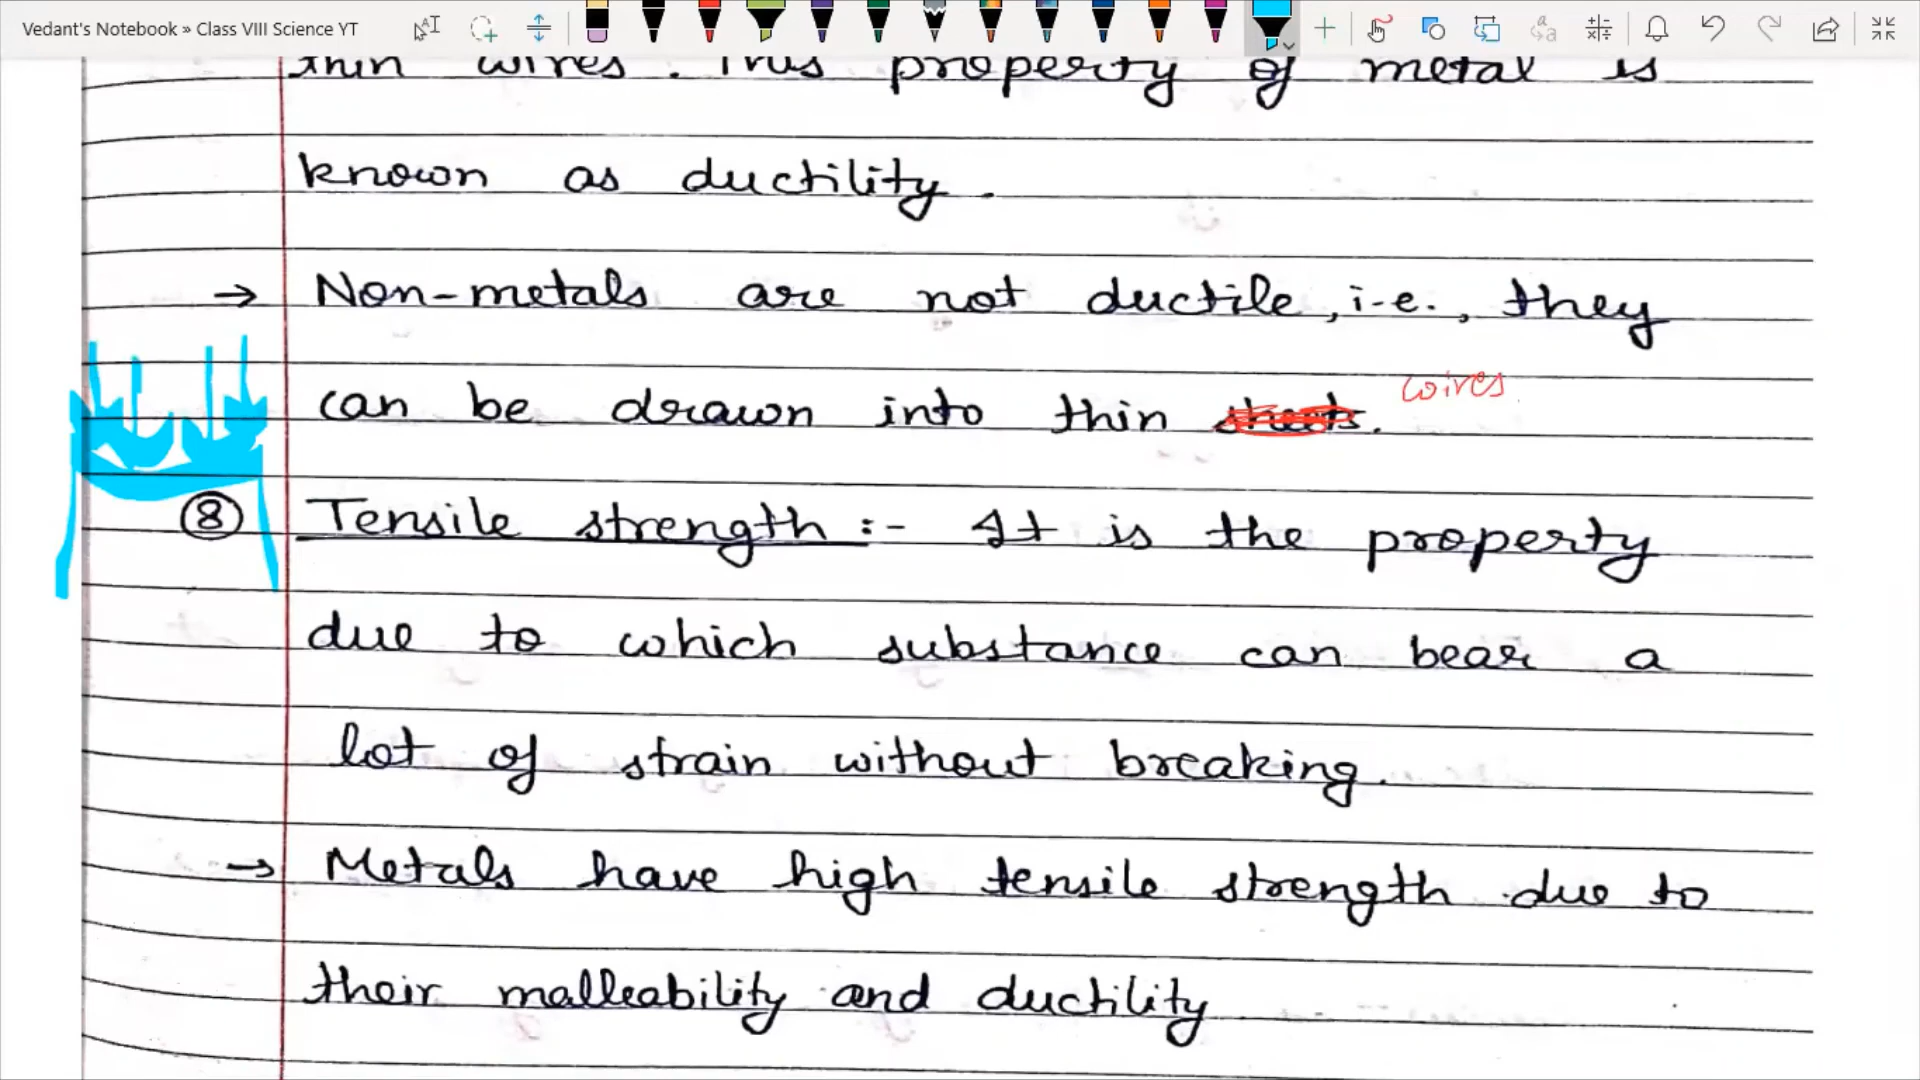 Vedant's Notebook » Class VIII Science YT
thin wires. This property of metal is
known as ductility.
→ Non-metals are not ductile, i.e., they
can be drawn into thin sheets. wires
⑧ Tensile strength :- It is the property
due to which substance can bear a
lot of strain without breaking.
→ Metals have high tensile strength due to
their malleability and ductility